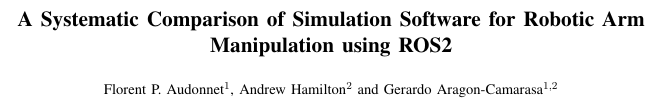 A Systematic Comparison of Simulation Software for Robotic Arm
Manipulation using ROS2
Florent P. Audonnet1, Andrew Hamilton2 and Gerardo Aragon-Camarasa1,2